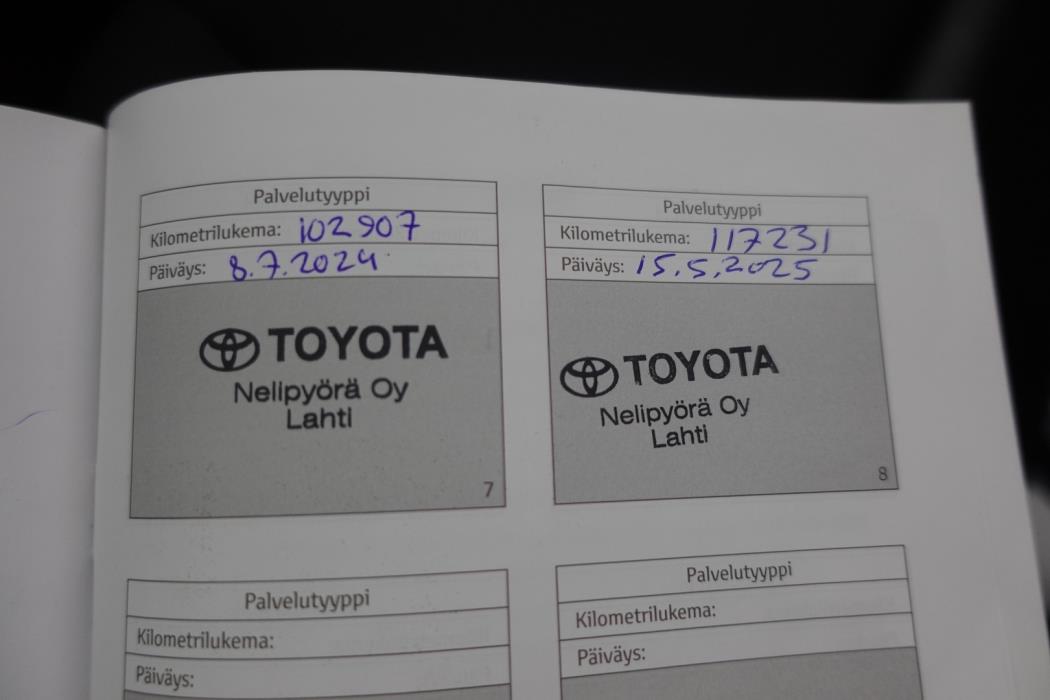 Palvelutyyppi
Kilometrilukema: 102907
Päiväys: 8.7.2024
TOYOTA
Nelipyörä Oy
Lahti
7
Palvelutyyppi
Kilometrilukema: 117231
Päiväys: 15.5.2025
TOYOTA
Nelipyörä Oy
Lahti
8
Palvelutyyppi
Kilometrilukema:
Päiväys:
Palvelutyyppi
Kilometrilukema:
Päiväys: